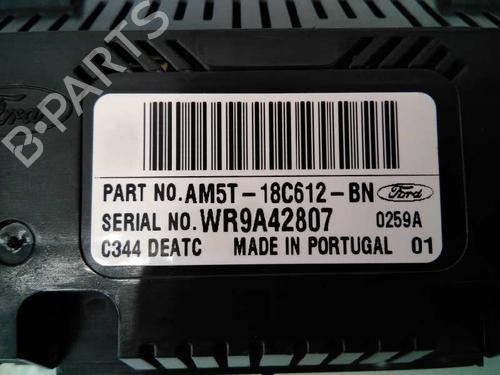 B-PARTS
Ford
PART NO. AM5T-18C612-BN Ford
SERIAL NO. WR9A42807 0259A
C344 DEATC MADE IN PORTUGAL 01